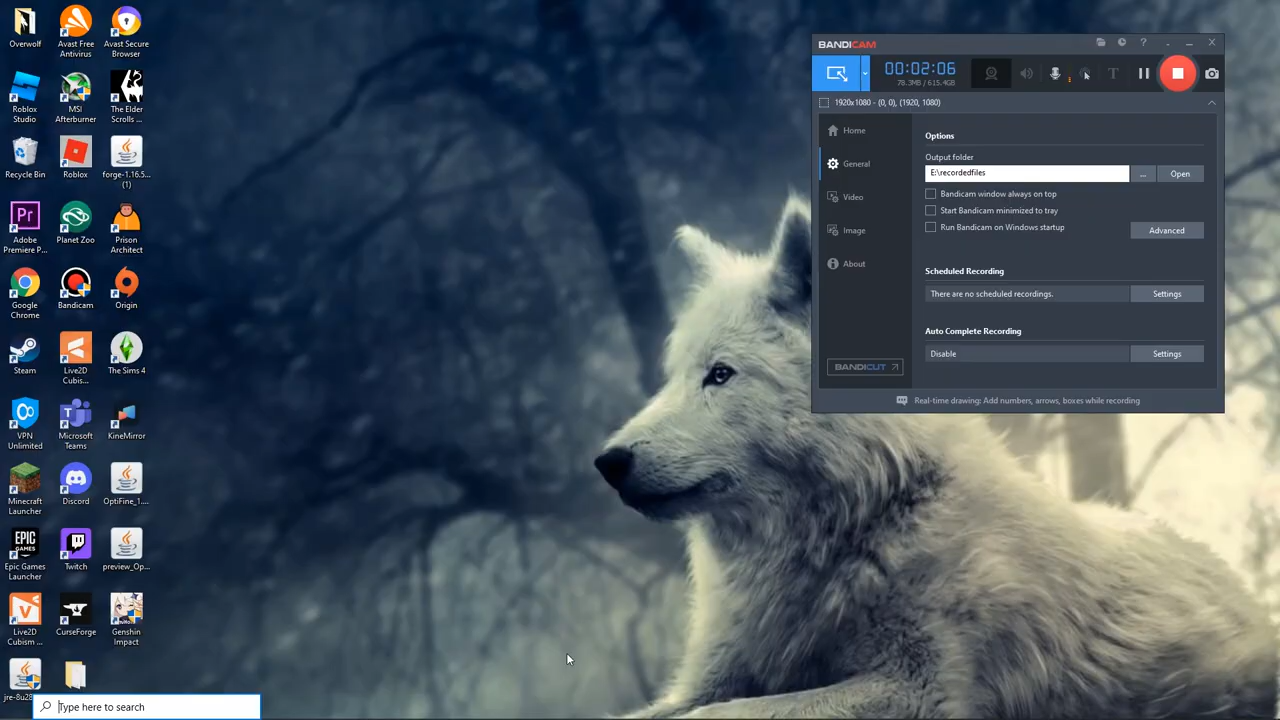 Overwolf
Avast Free
Antivirus
Avast Secure
Browser
Roblox
Studio
MSI
Afterburner
The Elder
Scrolls ...
Recycle Bin
Roblox
forge-1.16.5...
(1)
Adobe
Premiere P...
Planet Zoo
Prison
Architect
Google
Chrome
Bandicam
Origin
Steam
Live2D
Cubis...
The Sims 4
VPN
Unlimited
Microsoft
Teams
KineMirror
Minecraft
Launcher
Discord
OptiFine_1....
Epic Games
Launcher
Twitch
preview_Op...
Live2D
Cubism ...
CurseForge
Genshin
Impact
Type here to search
BANDICAM
00:02:06
78.3MB / 615.4GB
1920x1080 - (0, 0), (1920, 1080)
Home
General
Video
Image
About
BANDICUT
Options
Output folder
E:\recordedfiles
...
Open
Bandicam window always on top
Start Bandicam minimized to tray
Run Bandicam on Windows startup
Advanced
Scheduled Recording
There are no scheduled recordings.
Settings
Auto Complete Recording
Disable
Settings
Real-time drawing: Add numbers, arrows, boxes while recording